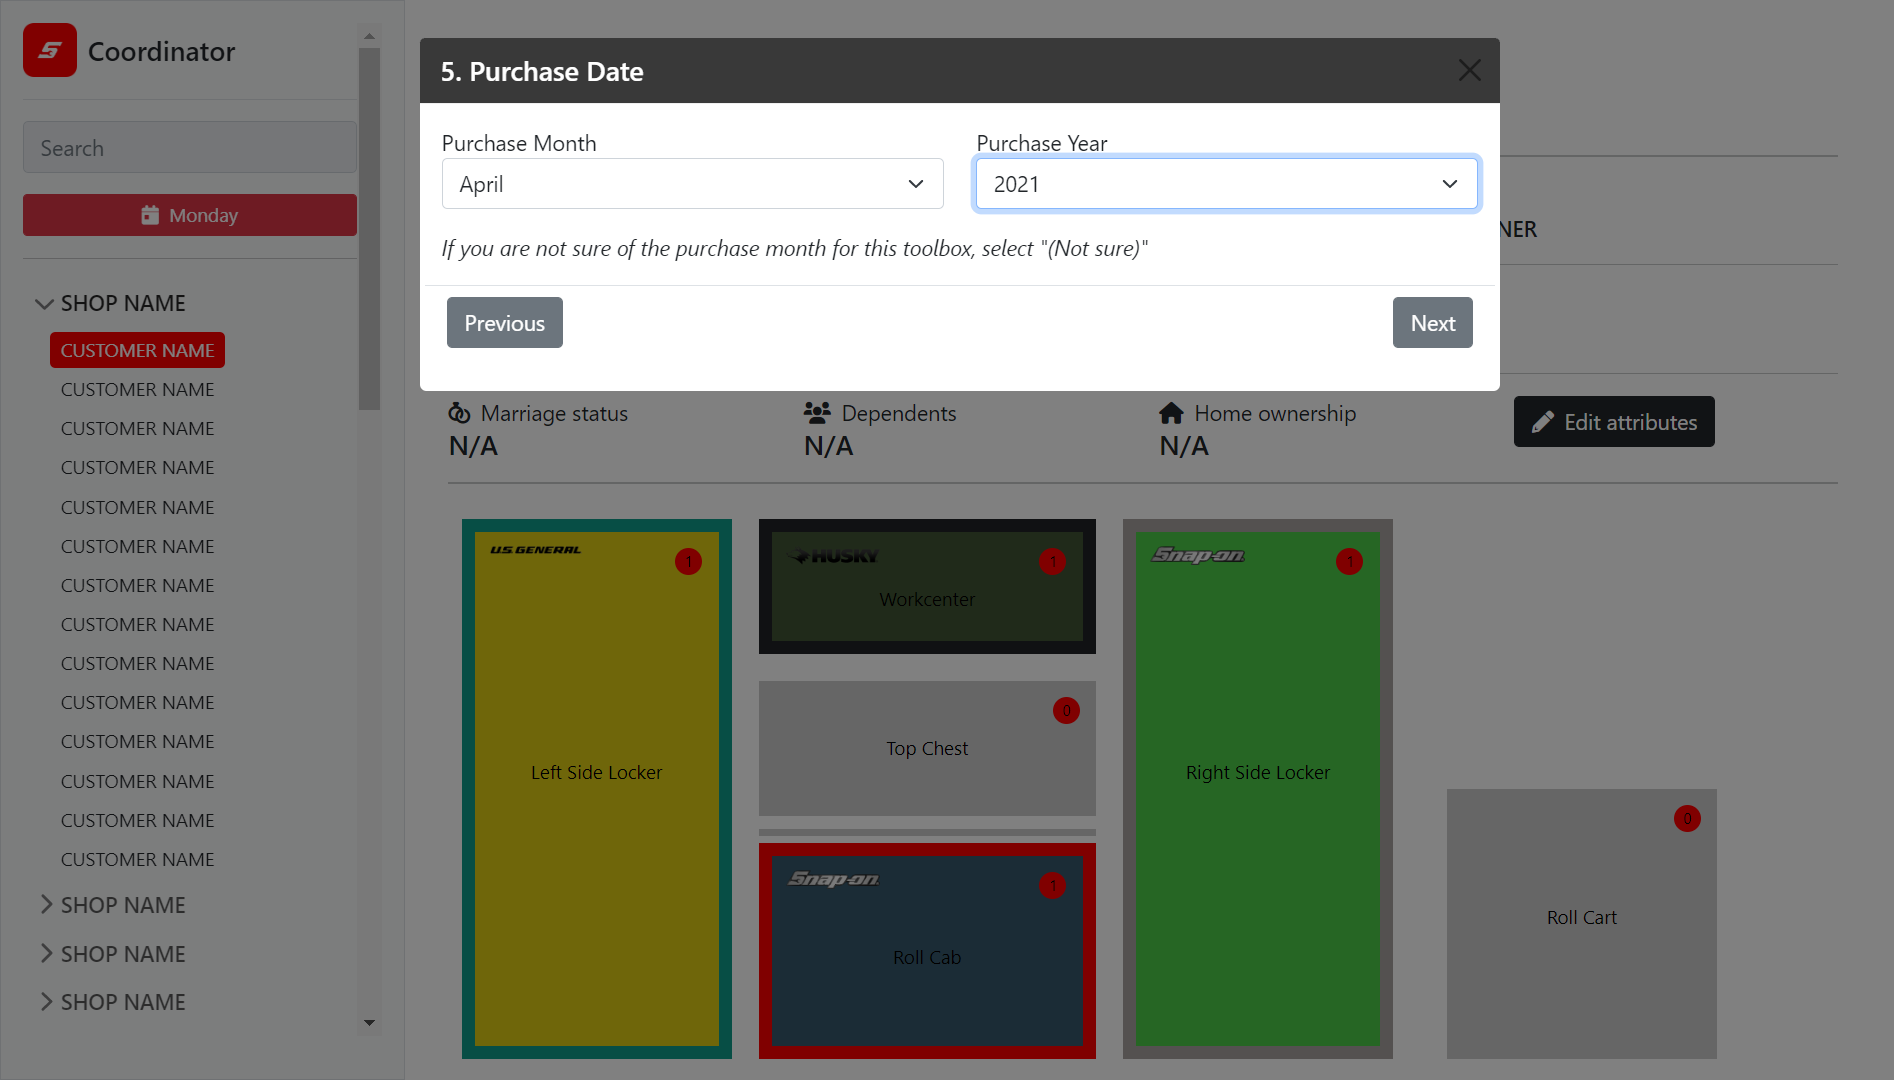 Coordinator
Search
Monday
SHOP NAME
CUSTOMER NAME
CUSTOMER NAME
CUSTOMER NAME
CUSTOMER NAME
CUSTOMER NAME
CUSTOMER NAME
CUSTOMER NAME
CUSTOMER NAME
CUSTOMER NAME
CUSTOMER NAME
CUSTOMER NAME
CUSTOMER NAME
CUSTOMER NAME
CUSTOMER NAME
SHOP NAME
SHOP NAME
SHOP NAME
5. Purchase Date
Purchase Month
April
Purchase Year
2021
If you are not sure of the purchase month for this toolbox, select "(Not sure)"
Previous
Next
NER
Marriage status
N/A
Dependents
N/A
Home ownership
N/A
Edit attributes
U.S.GENERAL
1
Left Side Locker
HUSKY
1
Workcenter
0
Top Chest
Snap-on
1
Roll Cab
Snap-on
1
Right Side Locker
0
Roll Cart